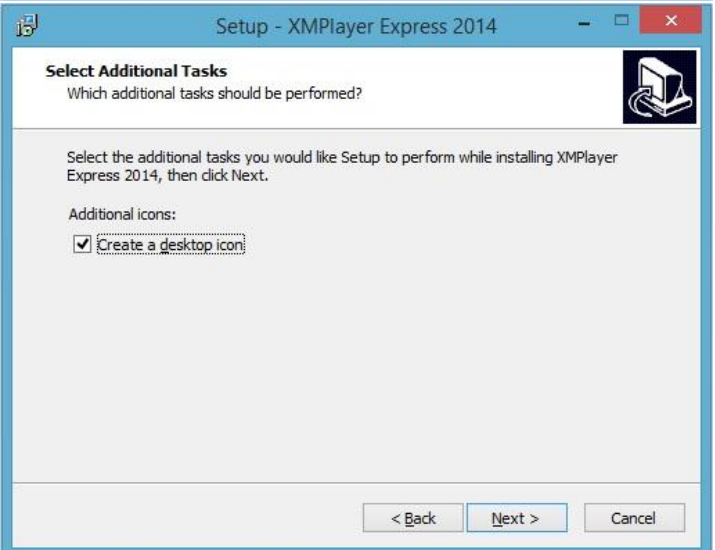 Setup - XMPlayer Express 2014
Select Additional Tasks
Which additional tasks should be performed?
Select the additional tasks you would like Setup to perform while installing XMPlayer
Express 2014, then click Next.
Additional icons:
Create a desktop icon
< Back Next > Cancel